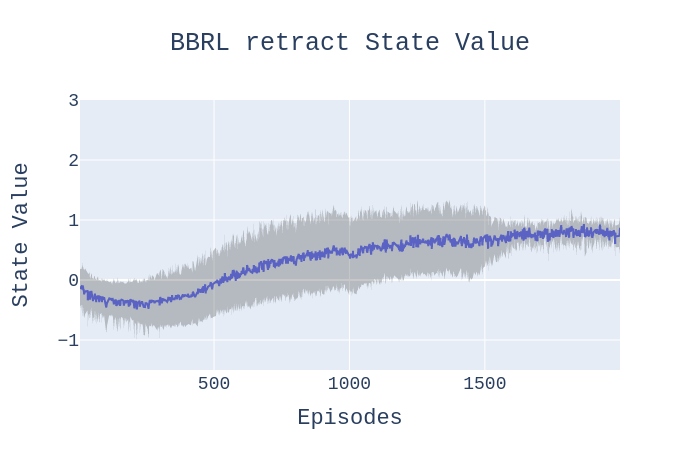 BBRL retract State Value
State Value
3
2
1
0
−1
500
1000
1500
Episodes